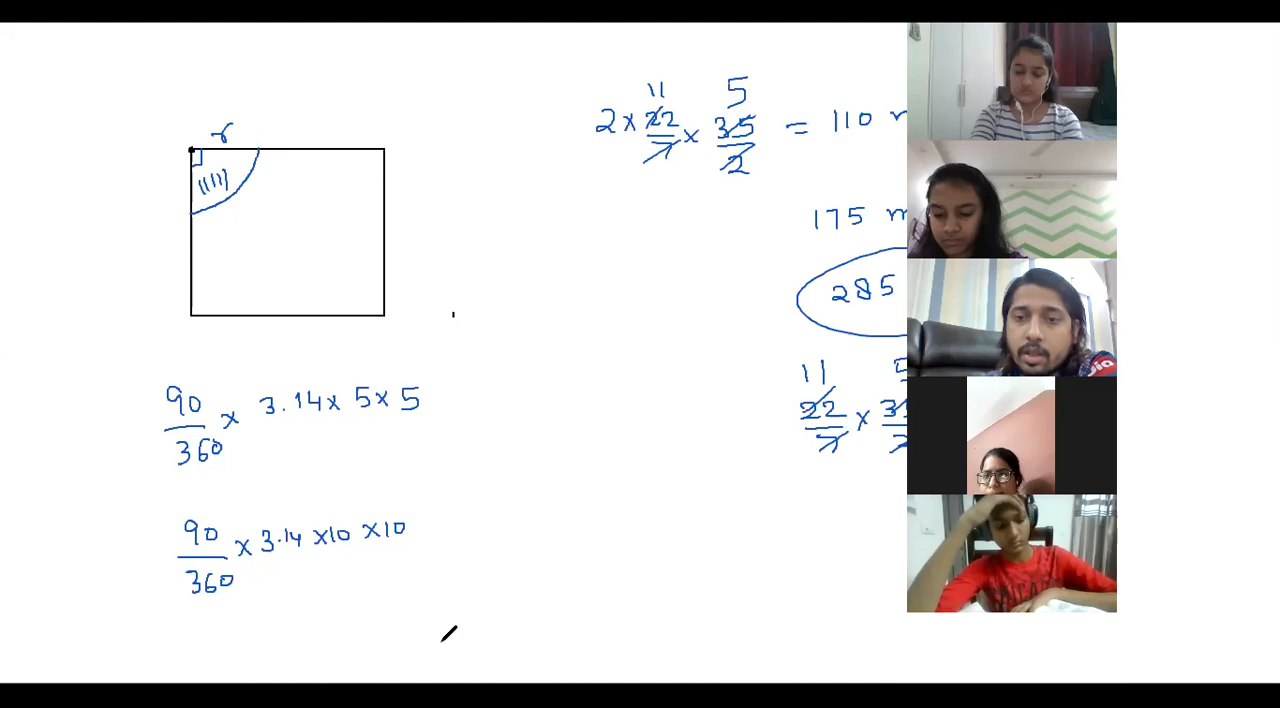 r
90/360 × 3.14 × 5 × 5
90/360 × 3.14 × 10 × 10
11 5
2 × 22/7 × 35/2 = 110
175 m
285
11
22/7 ×